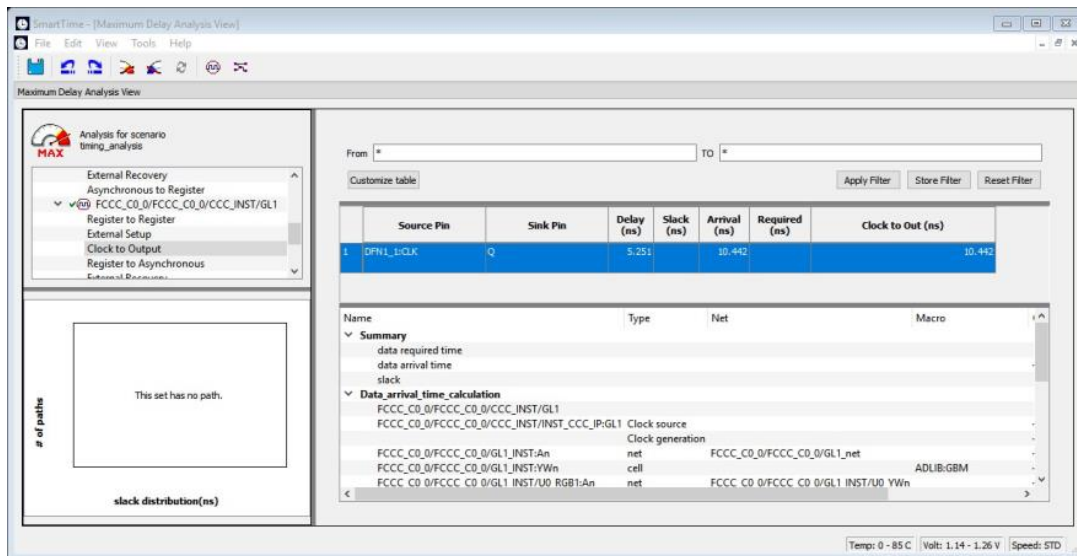 SmartTime - [Maximum Delay Analysis View]
File Edit View Tools Help
Maximum Delay Analysis View
MAX
Analysis for scenario
timing_analysis
External Recovery
Asynchronous to Register
FCCC_C0_0/FCCC_C0_0/CCC_INST/GL1
Register to Register
External Setup
Clock to Output
Register to Asynchronous
External Recovery
# of paths
This set has no path.
slack distribution(ns)
From * TO *
Customize table Apply Filter Store Filter Reset Filter
Source Pin Sink Pin Delay (ns) Slack (ns) Arrival (ns) Required (ns) Clock to Out (ns)
1 DFN1_1:CLK Q 5.251 10.442 10.442
Name Type Net Macro
Summary
data required time
data arrival time
slack
Data_arrival_time_calculation
FCCC_C0_0/FCCC_C0_0/CCC_INST/GL1
FCCC_C0_0/FCCC_C0_0/CCC_INST/INST_CCC_IP:GL1 Clock source
Clock generation
FCCC_C0_0/FCCC_C0_0/GL1_INST:An net FCCC_C0_0/FCCC_C0_0/GL1_net
FCCC_C0_0/FCCC_C0_0/GL1_INST:YWn cell ADLIB:GBM
FCCC_C0_0/FCCC_C0_0/GL1_INST/U0_RGB1:An net FCCC_C0_0/FCCC_C0_0/GL1_INST/U0_YWn
Temp: 0 - 85 C Volt: 1.14 - 1.26 V Speed: STD